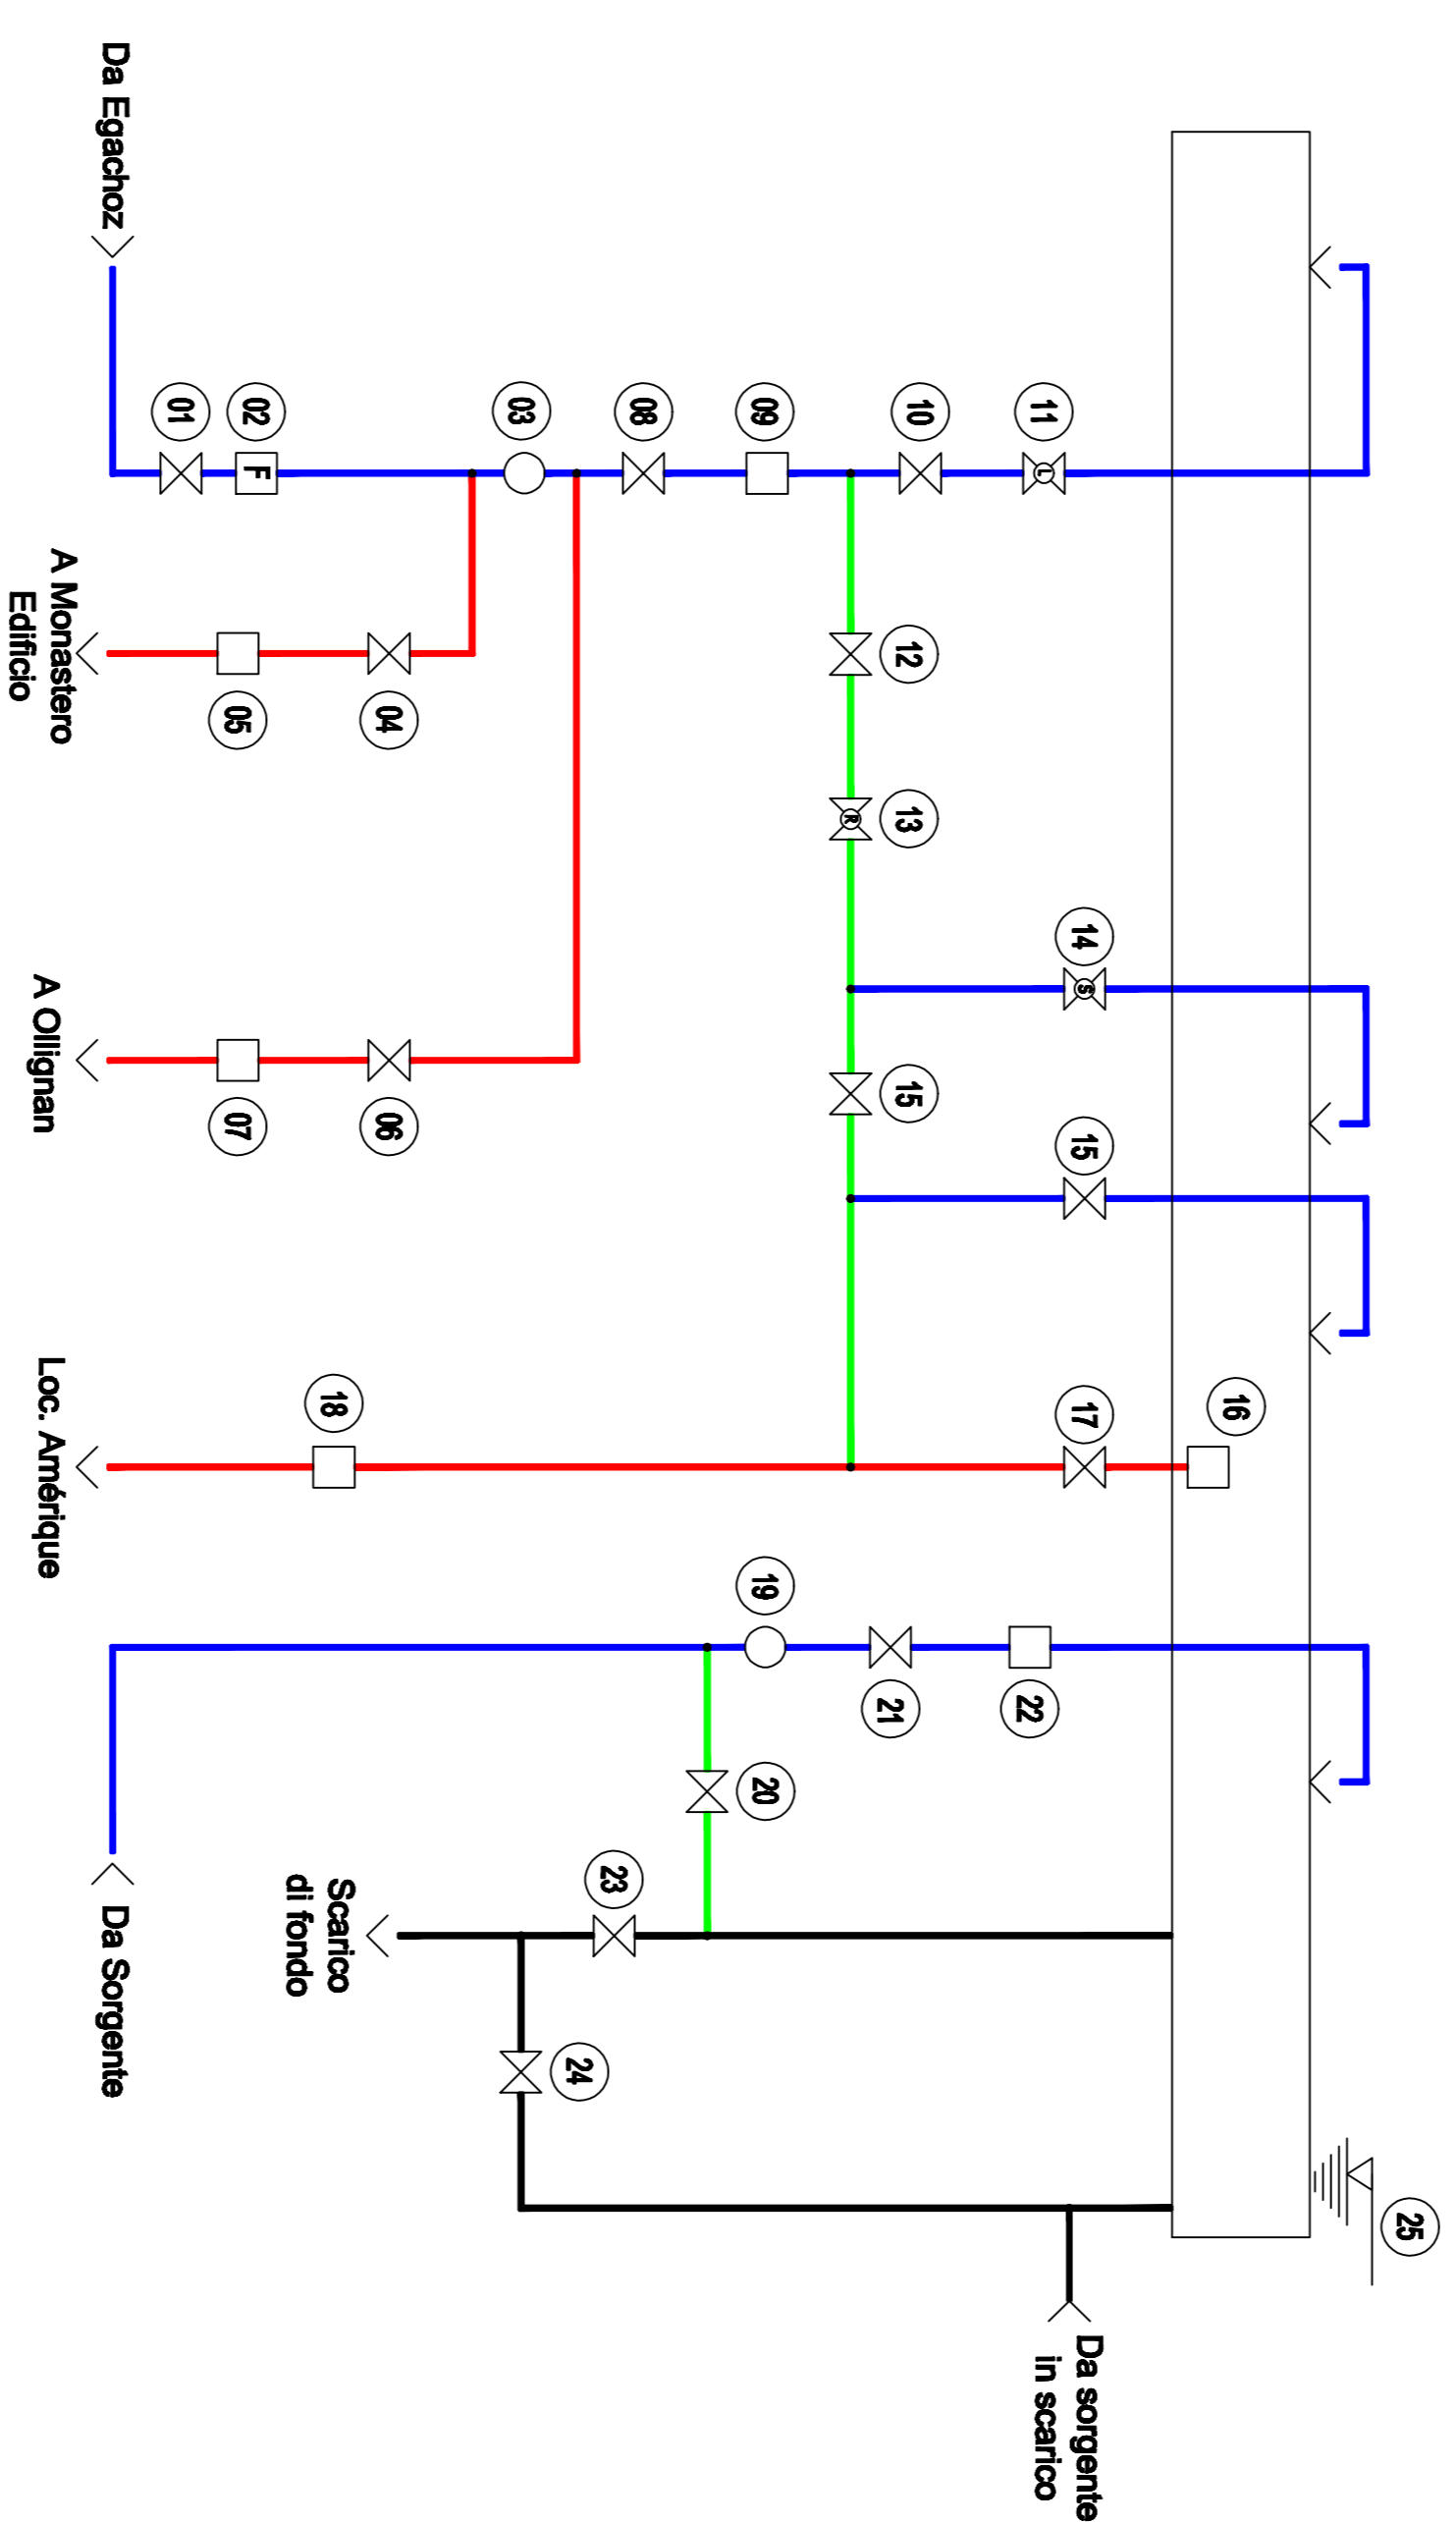 25
11
10
09
08
03
02
01
F
L
Da Egachoz
12
13
R
14
S
15
15
16
17
18
04
05
06
07
A Monastero
Edificio
A Ollignan
Loc. Amérique
19
20
21
22
23
24
Scarico
di fondo
Da Sorgente
Da sorgente
in scarico